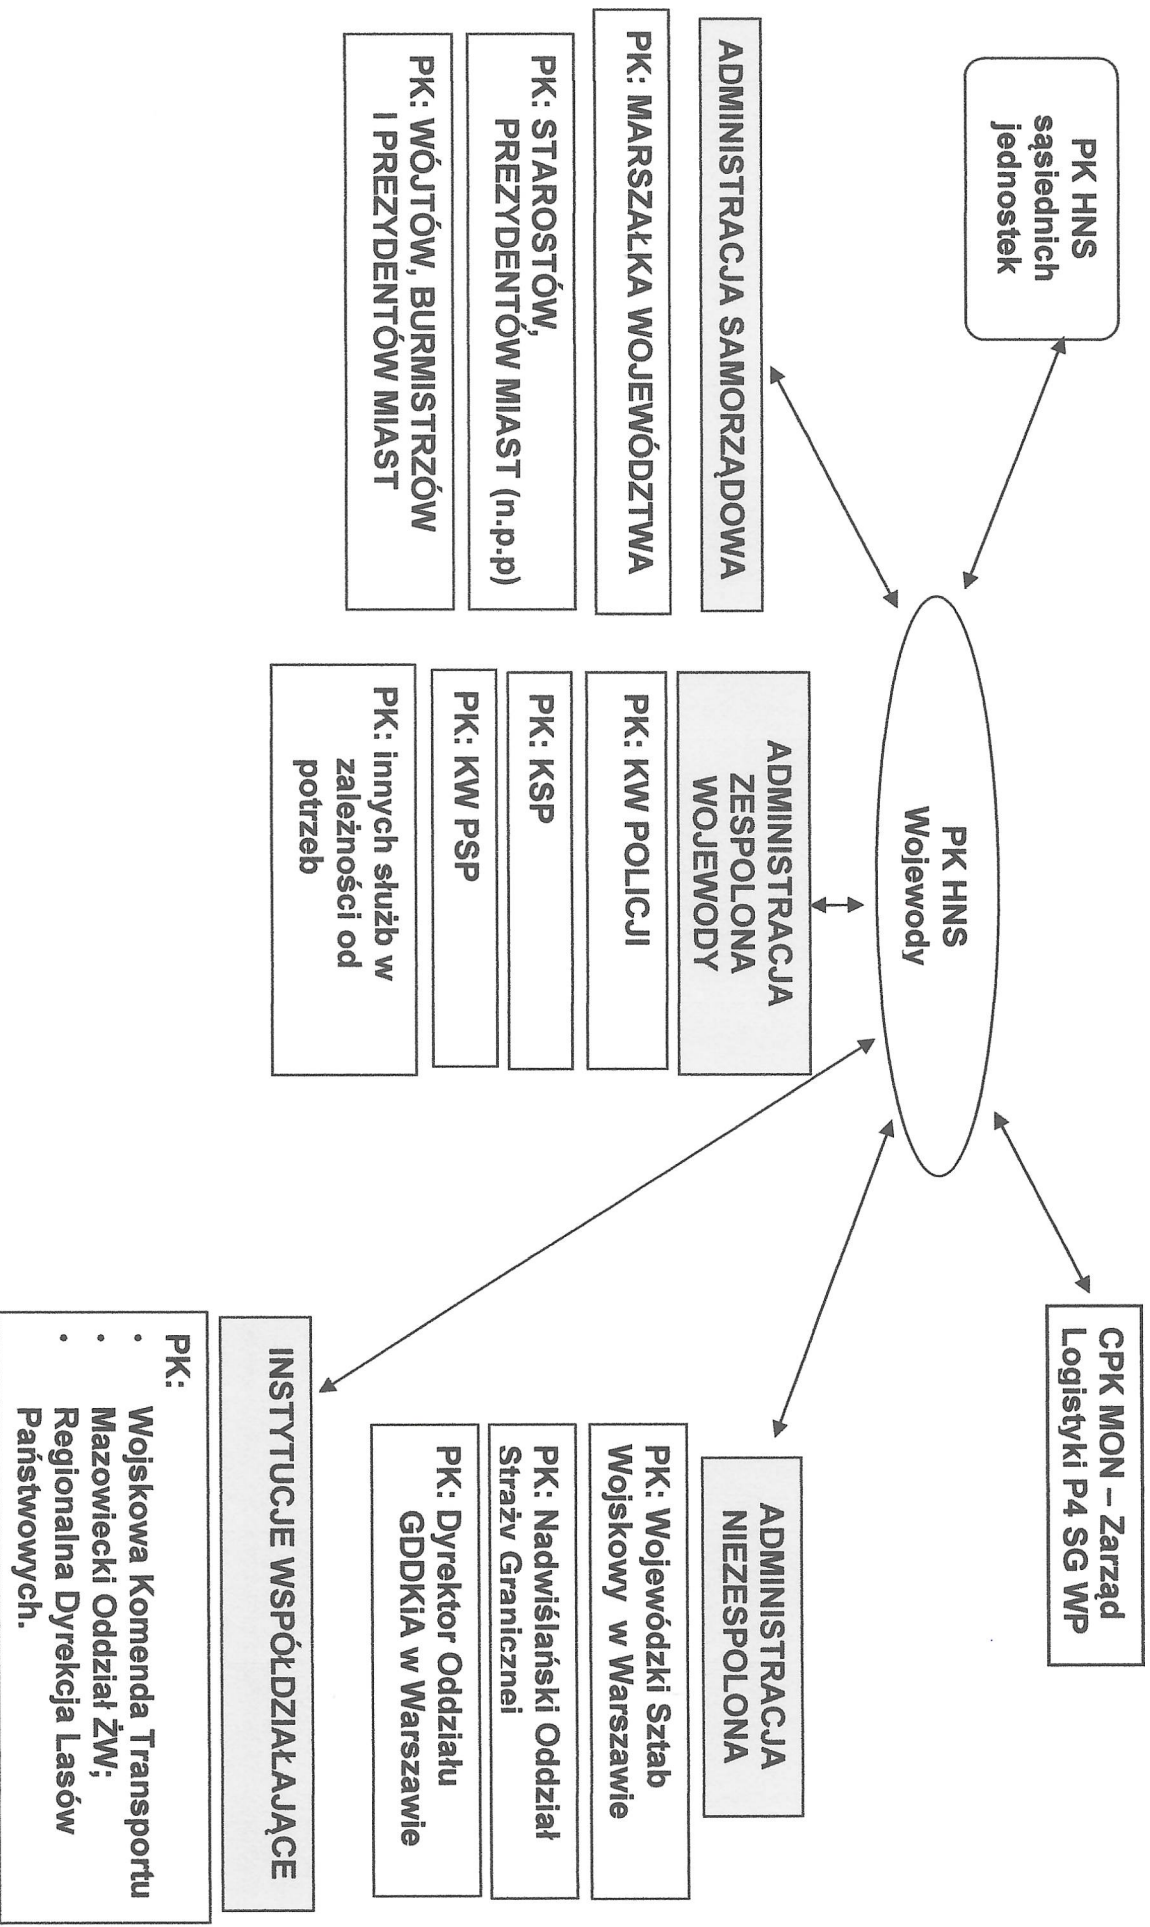 PK HNS
sąsiednich
jednostek
PK HNS
Wojewody
CPK MON – Zarząd
Logistyki P4 SG WP
ADMINISTRACJA SAMORZĄDOWA
PK: MARSZAŁKA WOJEWÓDZTWA
PK: STAROSTÓW,
PREZYDENTÓW MIAST (n.p.p)
PK: WÓJTÓW, BURMISTRZÓW
I PREZYDENTÓW MIAST
ADMINISTRACJA
ZESPOLONA
WOJEWODY
PK: KW POLICJI
PK: KSP
PK: KW PSP
PK: innych służb w
zależności od
potrzeb
ADMINISTRACJA
NIEZESPOLONA
PK: Wojewódzki Sztab
Wojskowy w Warszawie
PK: Nadwiślański Oddział
Straży Granicznej
PK: Dyrektor Oddziału
GDDKiA w Warszawie
INSTYTUCJE WSPÓŁDZIAŁAJĄCE
PK:
• Wojskowa Komenda Transportu
• Mazowiecki Oddział ŻW;
• Regionalna Dyrekcja Lasów
Państwowych.